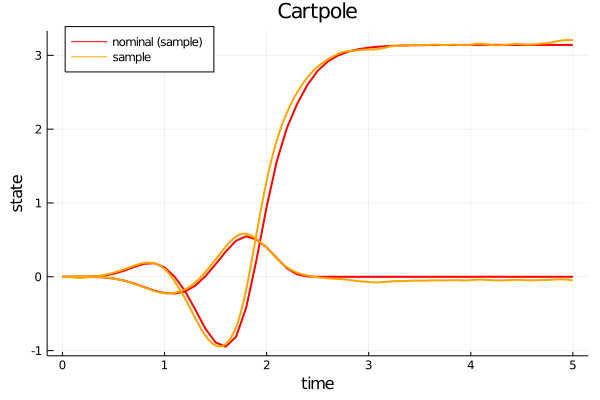 Cartpole
nominal (sample)
sample
state
3
2
1
0
-1
0 1 2 3 4 5
time